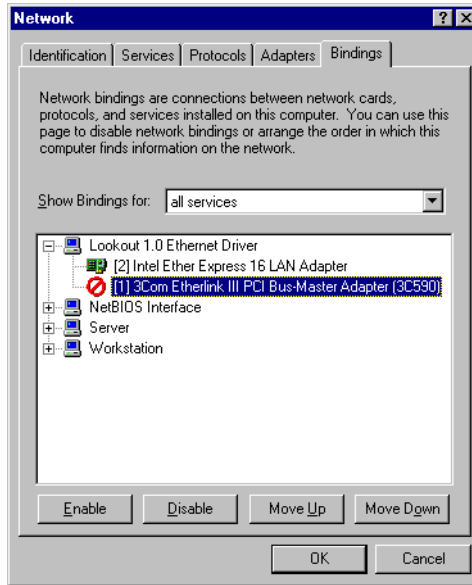 Network
Identification Services Protocols Adapters Bindings
Network bindings are connections between network cards,
protocols, and services installed on this computer. You can use this
page to disable network bindings or arrange the order in which this
computer finds information on the network.
Show Bindings for: all services
Lookout 1.0 Ethernet Driver
[2] Intel Ether Express 16 LAN Adapter
[1] 3Com Etherlink III PCI Bus-Master Adapter (3C590)
NetBIOS Interface
Server
Workstation
Enable Disable Move Up Move Down
OK Cancel